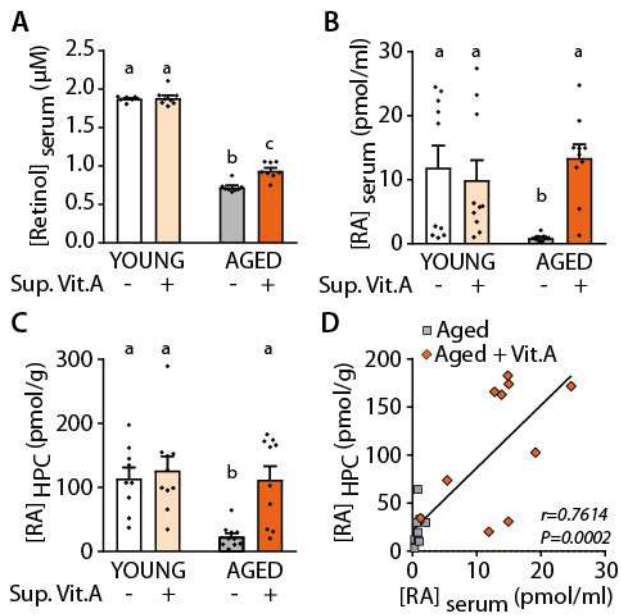 A
[Retinol] serum (µM)
2.5
2.0
1.5
1.0
0.5
0.0
a a b c
YOUNG AGED
Sup. Vit.A - + - +
B
[RA] serum (pmol/ml)
30
20
10
0
a a b a
YOUNG AGED
Sup. Vit.A - + - +
C
[RA] HPC (pmol/g)
300
200
100
0
a a b a
YOUNG AGED
Sup. Vit.A - + - +
D
Aged
Aged + Vit.A
[RA] HPC (pmol/g)
200
150
100
50
0
r=0.7614
P=0.0002
0 10 20 30
[RA] serum (pmol/ml)